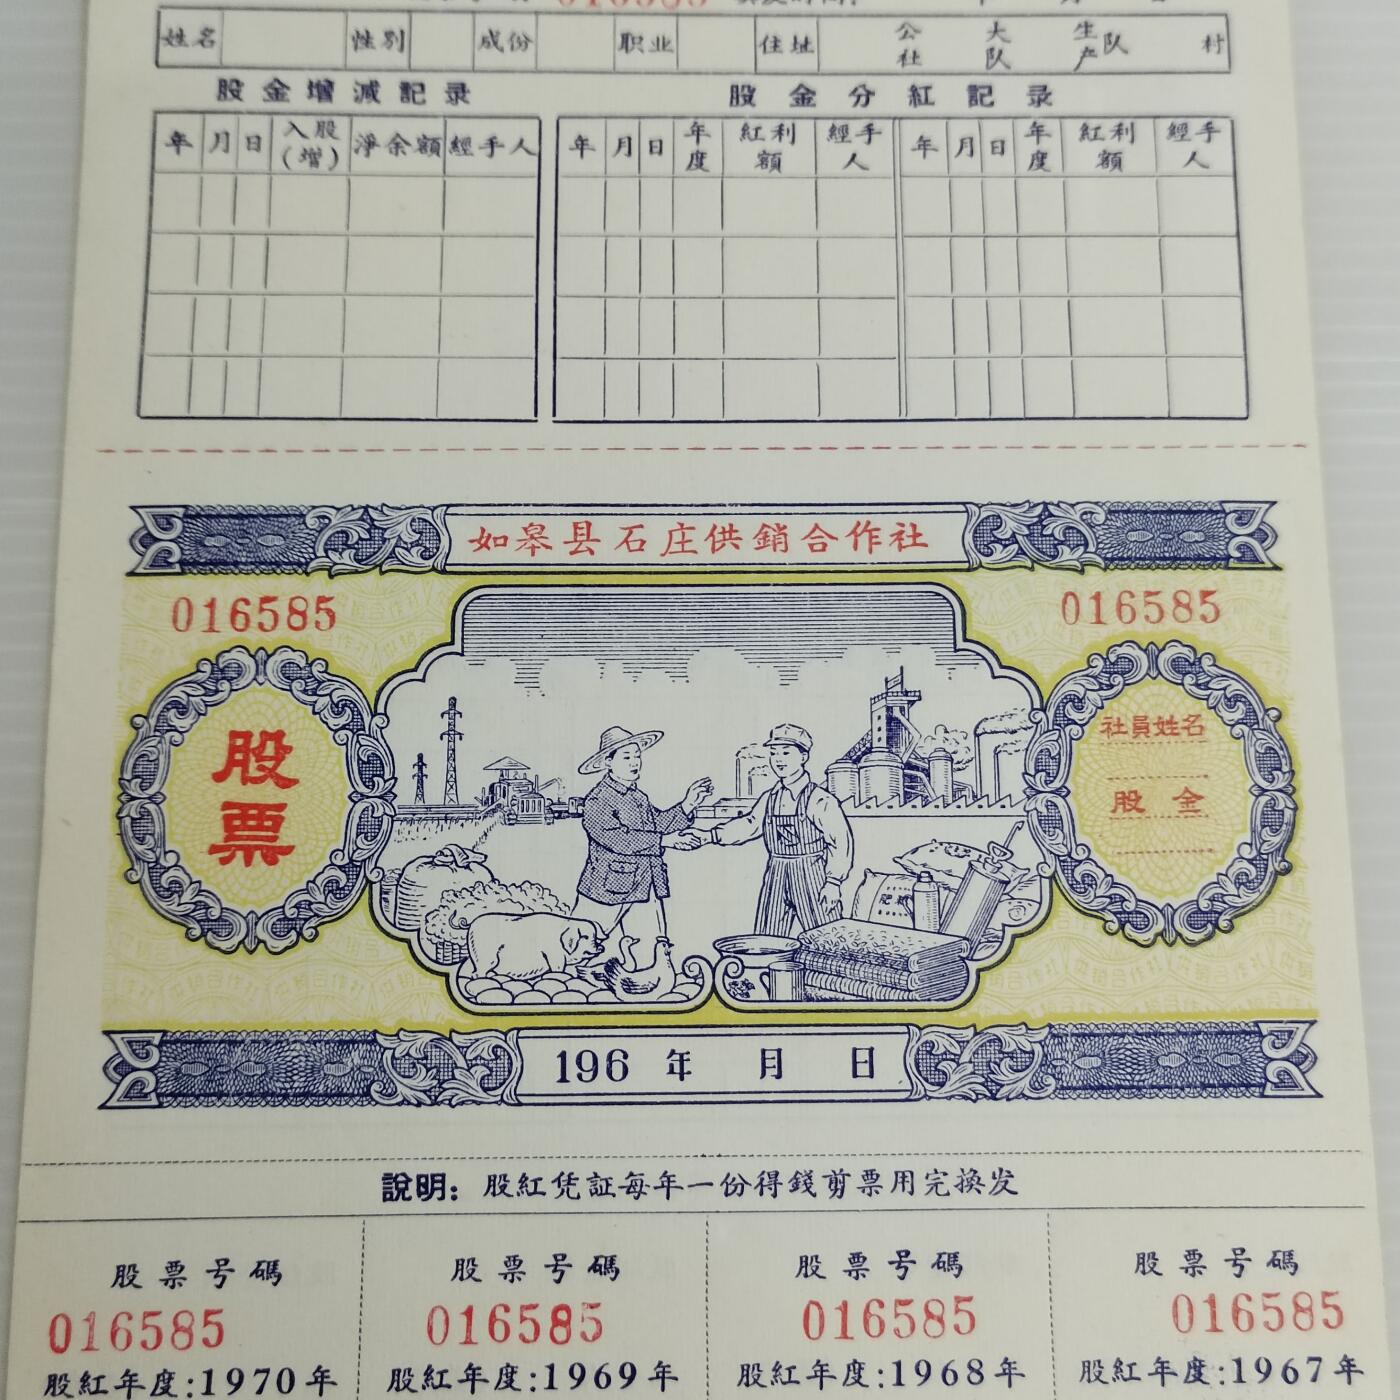 016585
姓名 性别 成份 职业 住址 公社 大队 生产队 村
股金增減記录 股金分紅記录
年 月 日 入股(增) 淨余額 經手人 年 月 日 年度 紅利額 經手人 年 月 日 年度 紅利額 經手人
如皋县石庄供銷合作社
016585 016585
股票
社員姓名
股金
肥
196 年 月 日
說明：股紅凭証每年一份得錢剪票用完換发
股票号碼 股票号碼 股票号碼 股票号碼
016585 016585 016585 016585
股紅年度:1970年 股紅年度:1969年 股紅年度:1968年 股紅年度:1967年